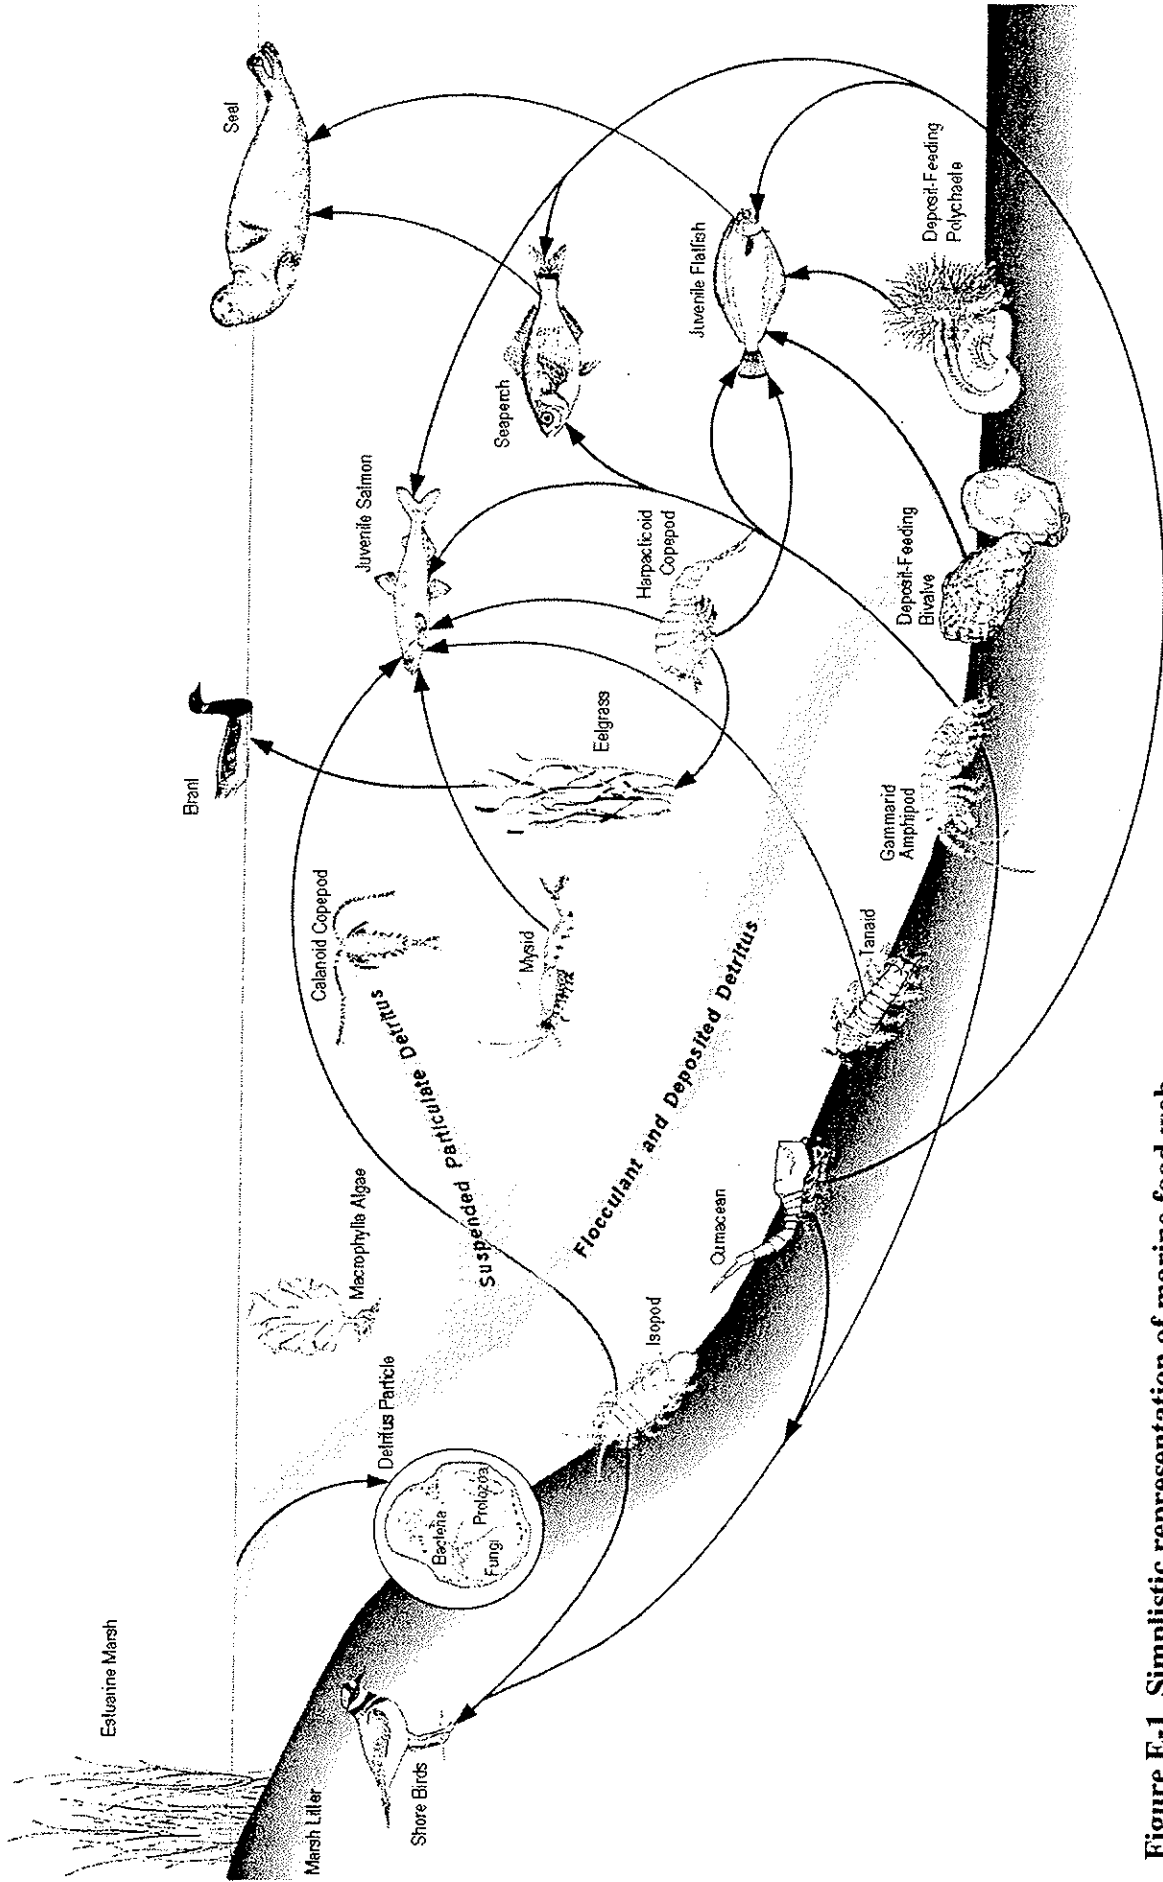 Estuarine Marsh
Marsh Litter
Shore Birds
Detritus Particle
Bacteria
Protozoa
Fungi
Macrophyte Algae
Suspended Particulate Detritus
Flocculant and Deposited Detritus
Isopod
Cumacean
Tanaid
Gammarid
Amphipod
Calanoid Copepod
Mysid
Brant
Eelgrass
Harpacticoid
Copepod
Juvenile Salmon
Seaperch
Seal
Juvenile Flatfish
Deposit-Feeding
Bivalve
Deposit-Feeding
Polychaete
Figure E-1 Simplistic representation of marine food web